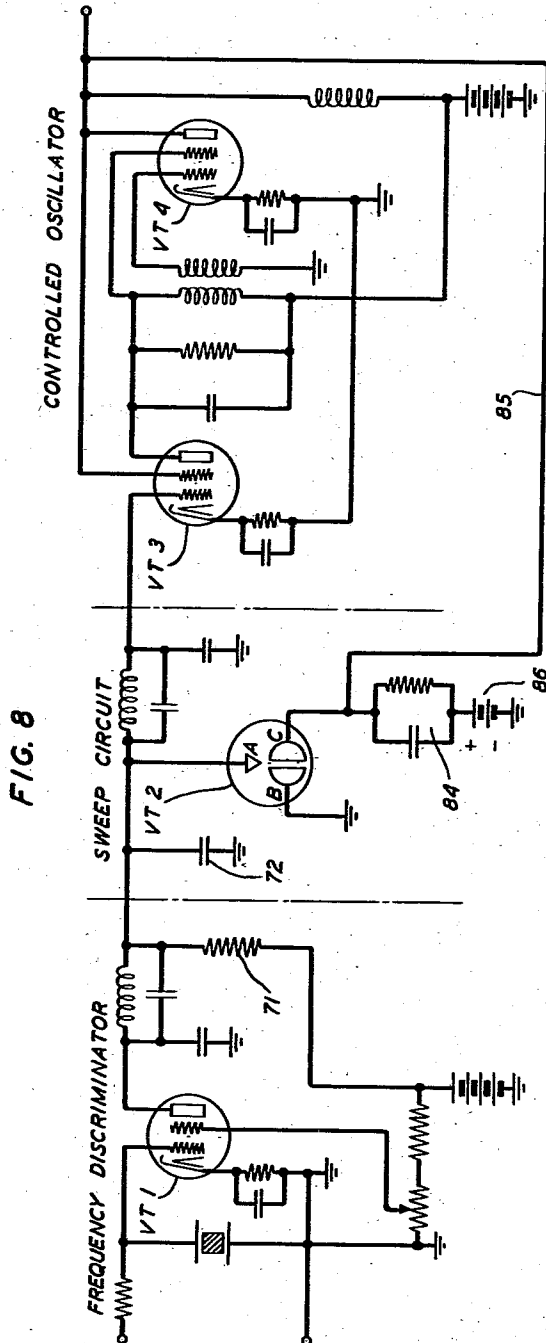 FIG. 8
FREQUENCY DISCRIMINATOR
SWEEP CIRCUIT
CONTROLLED OSCILLATOR
VT 1
71
72
VT 2
A
B
C
+
-
84
86
VT 3
VT 4
85